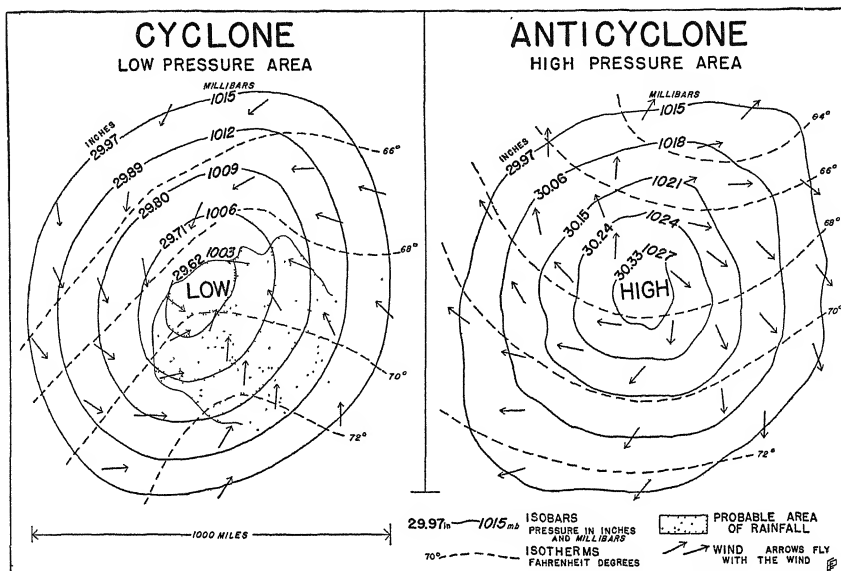 CYCLONE
LOW PRESSURE AREA
MILLIBARS
1015
INCHES
29.97
1012
29.89
1009
29.80
1006
29.71
1003
29.62
LOW
66°
68°
70°
72°
1000 MILES
ANTICYCLONE
HIGH PRESSURE AREA
MILLIBARS
1015
INCHES
29.97
1018
30.06
1021
30.15
1024
30.24
1027
30.33
HIGH
64°
66°
68°
70°
72°
29.97in 1015mb ISOBARS
PRESSURE IN INCHES
AND MILLIBARS
70° ISOTHERMS
FAHRENHEIT DEGREES
PROBABLE AREA
OF RAINFALL
WIND ARROWS FLY
WITH THE WIND